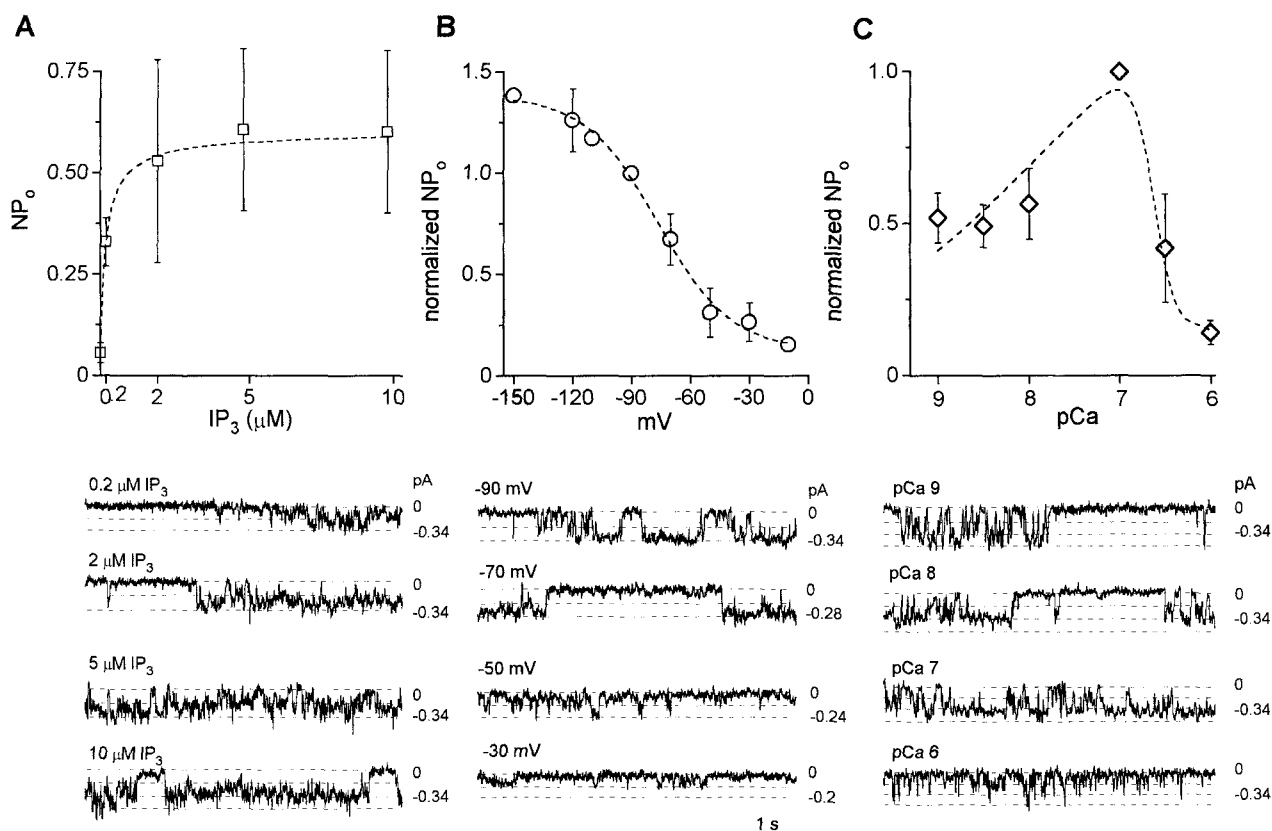 A
B
C
0.75
0.50
0.25
0
NPo
0.2
2
5
10
IP3 (μM)
1.5
1.0
0.5
0
normalized NPo
-150
-120
-90
-60
-30
0
mV
1.0
0.5
0
normalized NPo
9
8
7
6
pCa
0.2 μM IP3
pA
0
-0.34
2 μM IP3
0
-0.34
5 μM IP3
0
-0.34
10 μM IP3
0
-0.34
-90 mV
0
-0.34
-70 mV
0
-0.28
-50 mV
0
-0.24
-30 mV
0
-0.2
1 s
pCa 9
pA
0
-0.34
pCa 8
0
-0.34
pCa 7
0
-0.34
pCa 6
0
-0.34